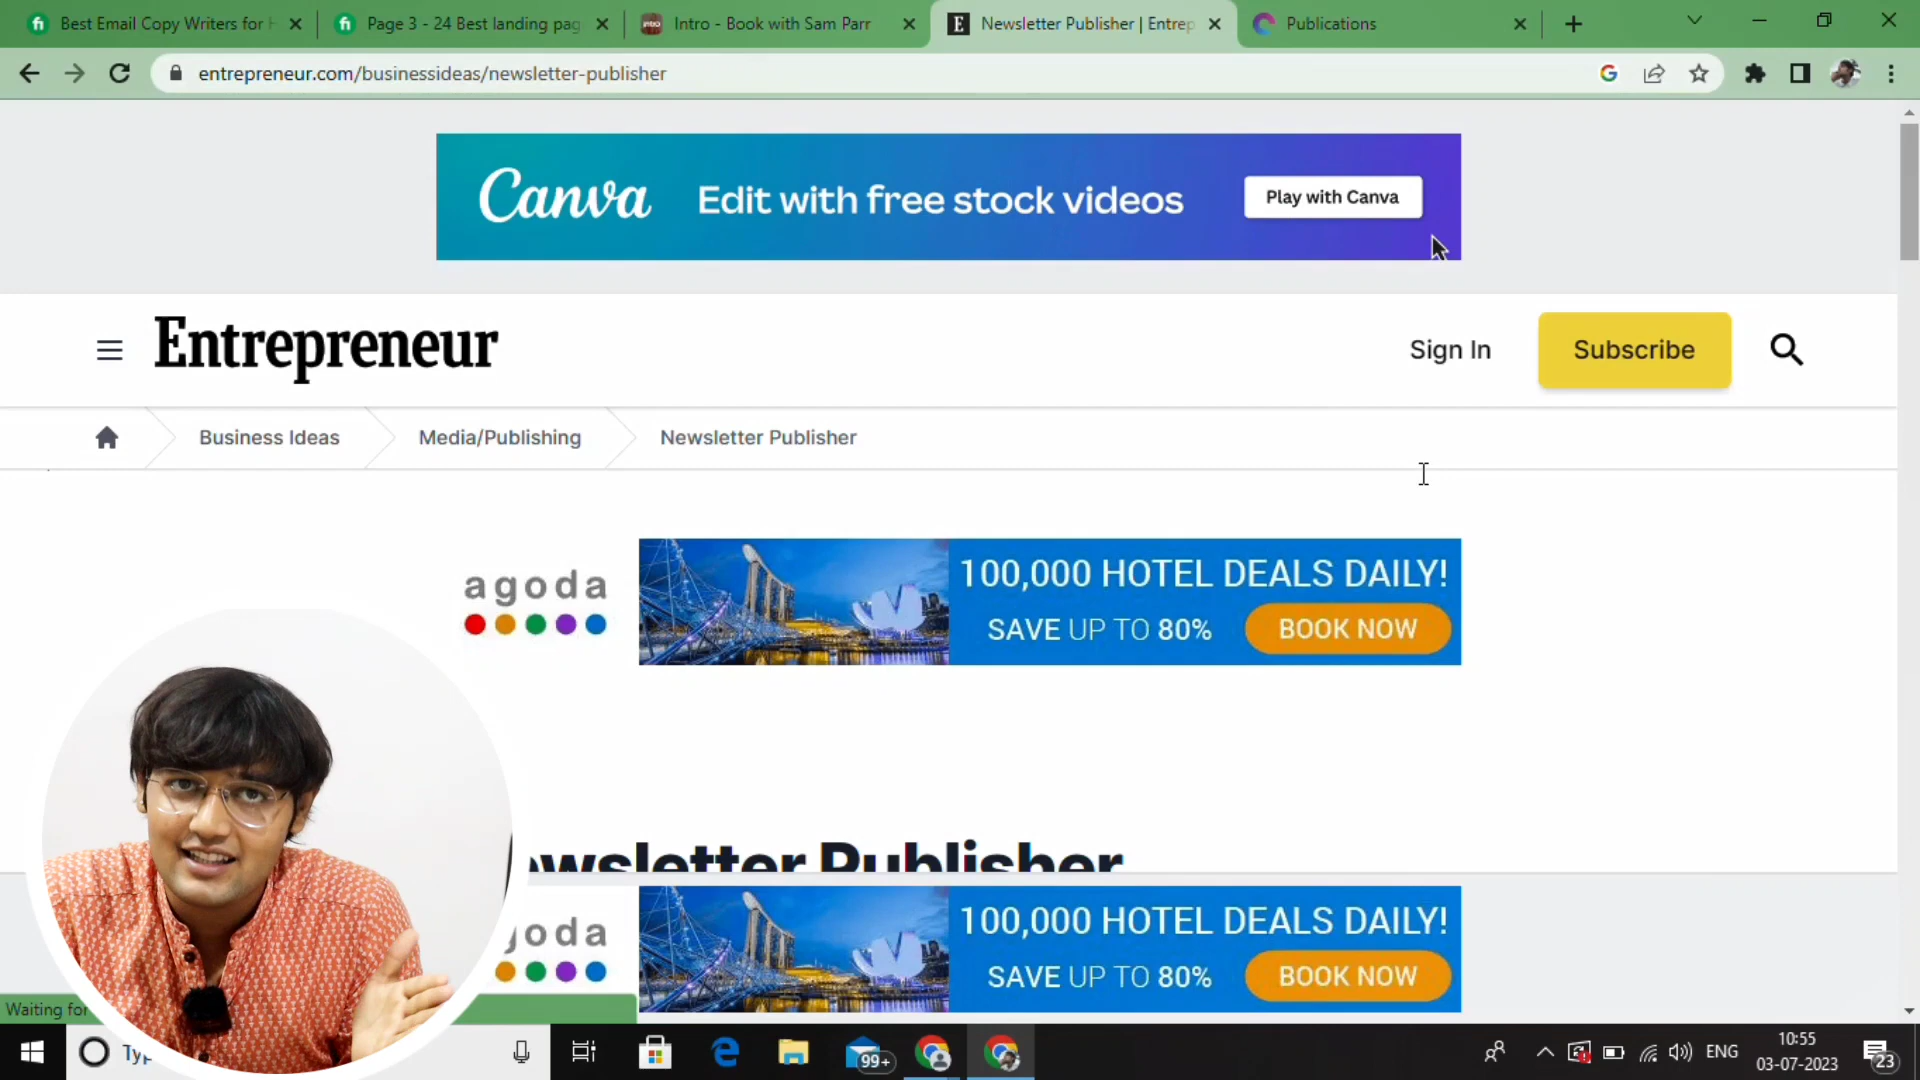 Best Email Copy Writers for H
Page 3 - 24 Best landing pag
Intro - Book with Sam Parr
Newsletter Publisher | Entrep
Publications
entrepreneur.com/businessideas/newsletter-publisher
Canva
Edit with free stock videos
Play with Canva
Entrepreneur
Sign In
Subscribe
Business Ideas
Media/Publishing
Newsletter Publisher
agoda
100,000 HOTEL DEALS DAILY!
SAVE UP TO 80%
BOOK NOW
wsletter Publisher
goda
100,000 HOTEL DEALS DAILY!
SAVE UP TO 80%
BOOK NOW
Waiting for
Typ
99+
ENG
10:55
03-07-2023
23